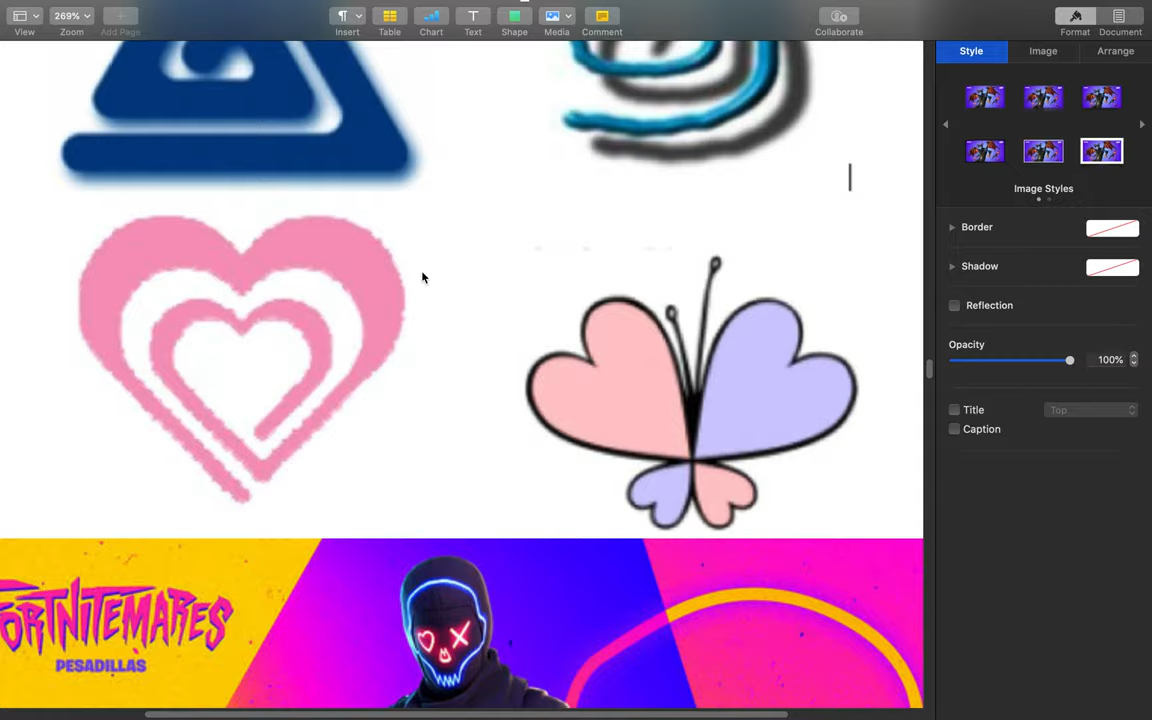 269%
View
Zoom
Add Page
Insert
Table
Chart
Text
Shape
Media
Comment
Collaborate
Format
Document
Style
Image
Arrange
Image Styles
Border
Shadow
Reflection
Opacity
100%
Title
Top
Caption
FORTNITEMARES
PESADILLAS